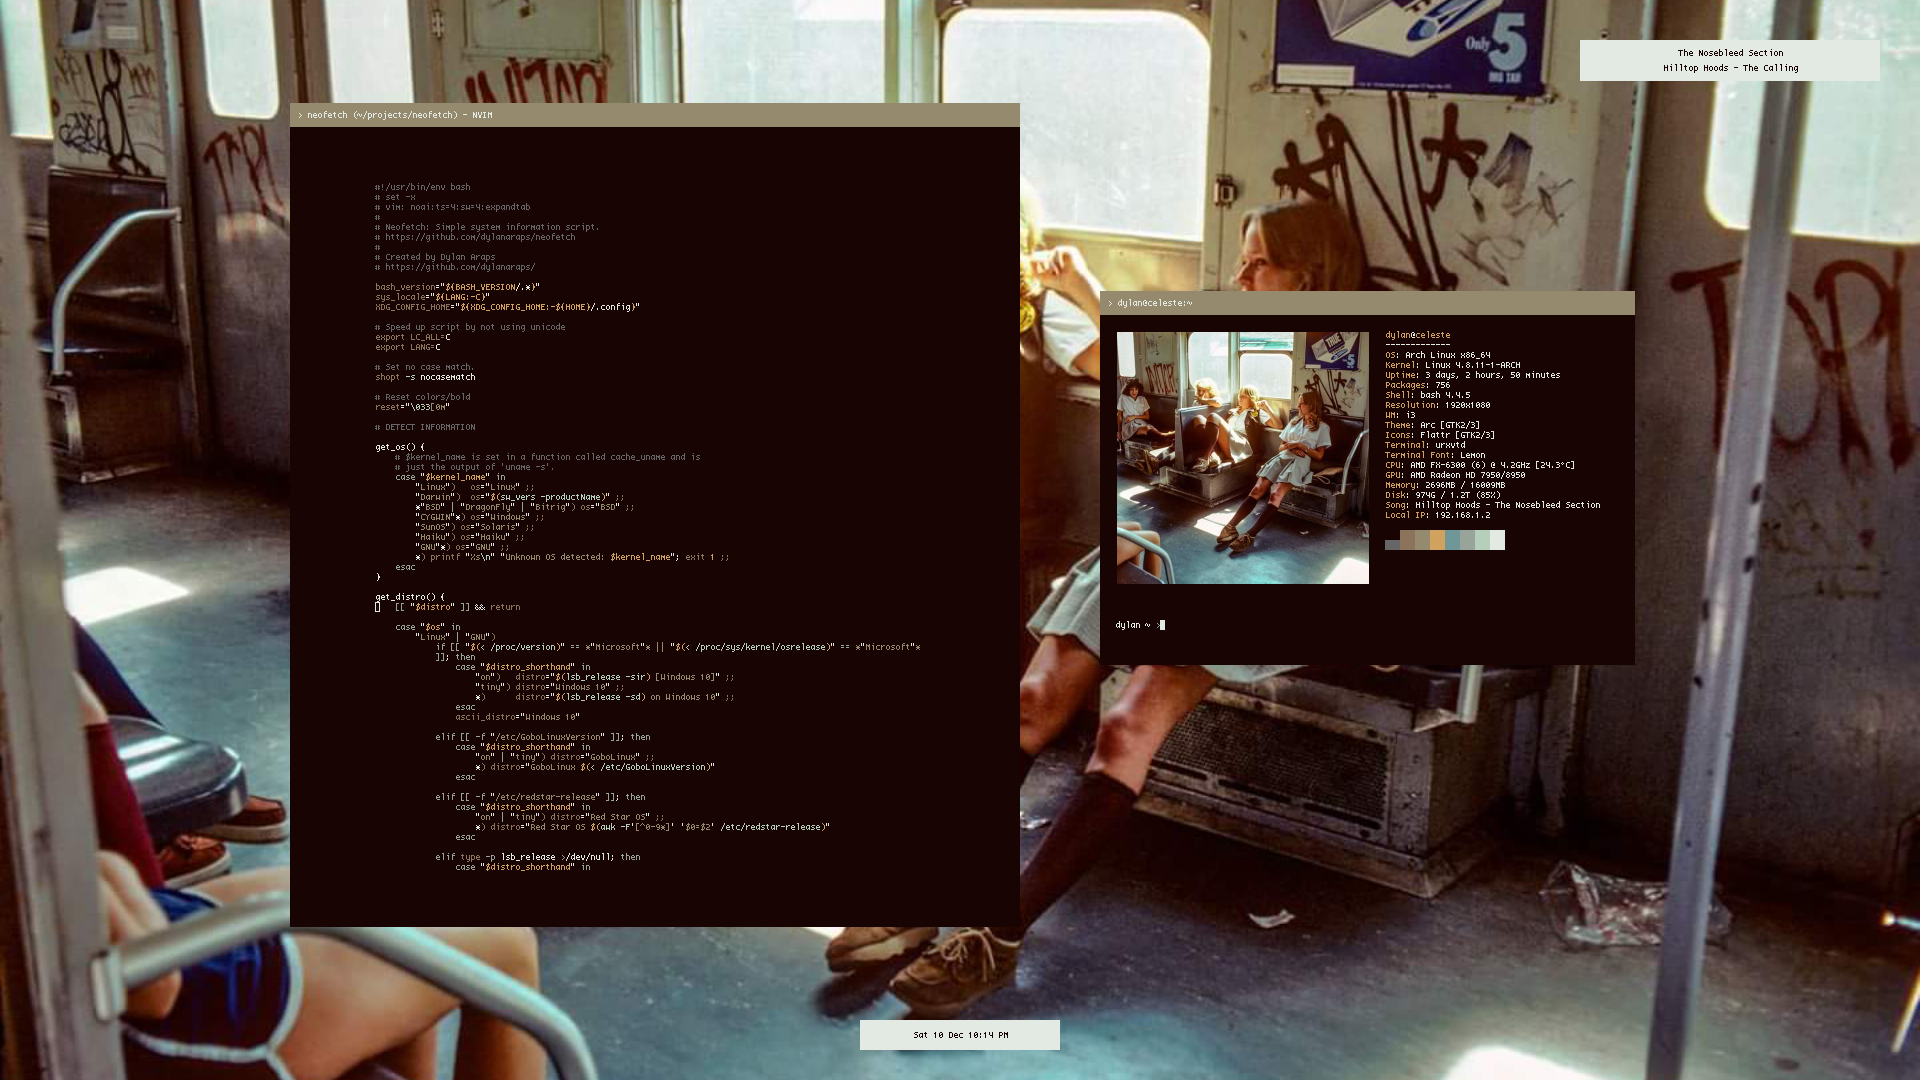 Only 5
MG TAR
The Nosebleed Section
Hilltop Hoods - The Calling
> neofetch (~/projects/neofetch) - NVIM
#!/usr/bin/env bash
# set -x
# vim: noai:ts=4:sw=4:expandtab
#
# Neofetch: Simple system information script.
# https://github.com/dylanaraps/neofetch
#
# Created by Dylan Araps
# https://github.com/dylanaraps/
bash_version="${BASH_VERSION/.*}"
sys_locale="${LANG:-C}"
XDG_CONFIG_HOME="${XDG_CONFIG_HOME:-${HOME}/.config}"
# Speed up script by not using unicode
export LC_ALL=C
export LANG=C
# Set no case match.
shopt -s nocasematch
# Reset colors/bold
reset="\033[0m"
# DETECT INFORMATION
get_os() {
# $kernel_name is set in a function called cache_uname and is
# just the output of 'uname -s'.
case "$kernel_name" in
"Linux")   os="Linux" ;;
"Darwin")  os="$(sw_vers -productName)" ;;
*"BSD" | "DragonFly" | "Bitrig") os="BSD" ;;
"CYGWIN"*) os="Windows" ;;
"SunOS") os="Solaris" ;;
"Haiku") os="Haiku" ;;
"GNU"*) os="GNU" ;;
*) printf "%s\n" "Unknown OS detected: $kernel_name"; exit 1 ;;
esac
}
get_distro() {
[[ "$distro" ]] && return
case "$os" in
"Linux" | "GNU")
if [[ "$(< /proc/version)" == *"Microsoft"* || "$(< /proc/sys/kernel/osrelease)" == *"Microsoft"*
]]; then
case "$distro_shorthand" in
"on")   distro="$(lsb_release -sir) [Windows 10]" ;;
"tiny") distro="Windows 10" ;;
*)      distro="$(lsb_release -sd) on Windows 10" ;;
esac
ascii_distro="Windows 10"
elif [[ -f "/etc/GoboLinuxVersion" ]]; then
case "$distro_shorthand" in
"on" | "tiny") distro="GoboLinux" ;;
*) distro="GoboLinux $(< /etc/GoboLinuxVersion)"
esac
elif [[ -f "/etc/redstar-release" ]]; then
case "$distro_shorthand" in
"on" | "tiny") distro="Red Star OS" ;;
*) distro="Red Star OS $(awk -F'[^0-9*]' '$0=$2' /etc/redstar-release)"
esac
elif type -p lsb_release >/dev/null; then
case "$distro_shorthand" in
> dylan@celeste:~
dylan@celeste
-------------
OS: Arch Linux x86_64
Kernel: Linux 4.8.11-1-ARCH
Uptime: 3 days, 2 hours, 50 minutes
Packages: 756
Shell: bash 4.4.5
Resolution: 1920x1080
WM: i3
Theme: Arc [GTK2/3]
Icons: Flattr [GTK2/3]
Terminal: urxvtd
Terminal Font: Lemon
CPU: AMD FX-6300 (6) @ 4.2GHz [24.3°C]
GPU: AMD Radeon HD 7950/8950
Memory: 2696MB / 16009MB
Disk: 974G / 1.2T (85%)
Song: Hilltop Hoods - The Nosebleed Section
Local IP: 192.168.1.2
dylan ~ >
Sat 10 Dec 10:14 PM